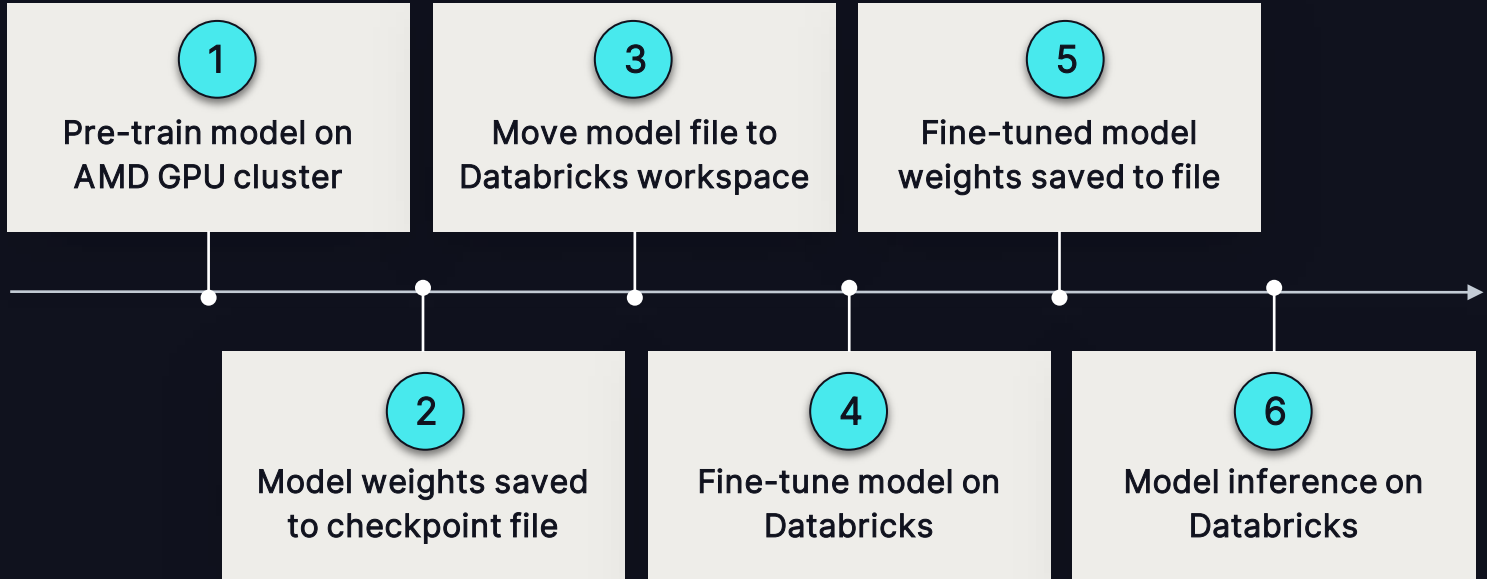 1
Pre-train model on
AMD GPU cluster
2
Model weights saved
to checkpoint file
3
Move model file to
Databricks workspace
4
Fine-tune model on
Databricks
5
Fine-tuned model
weights saved to file
6
Model inference on
Databricks